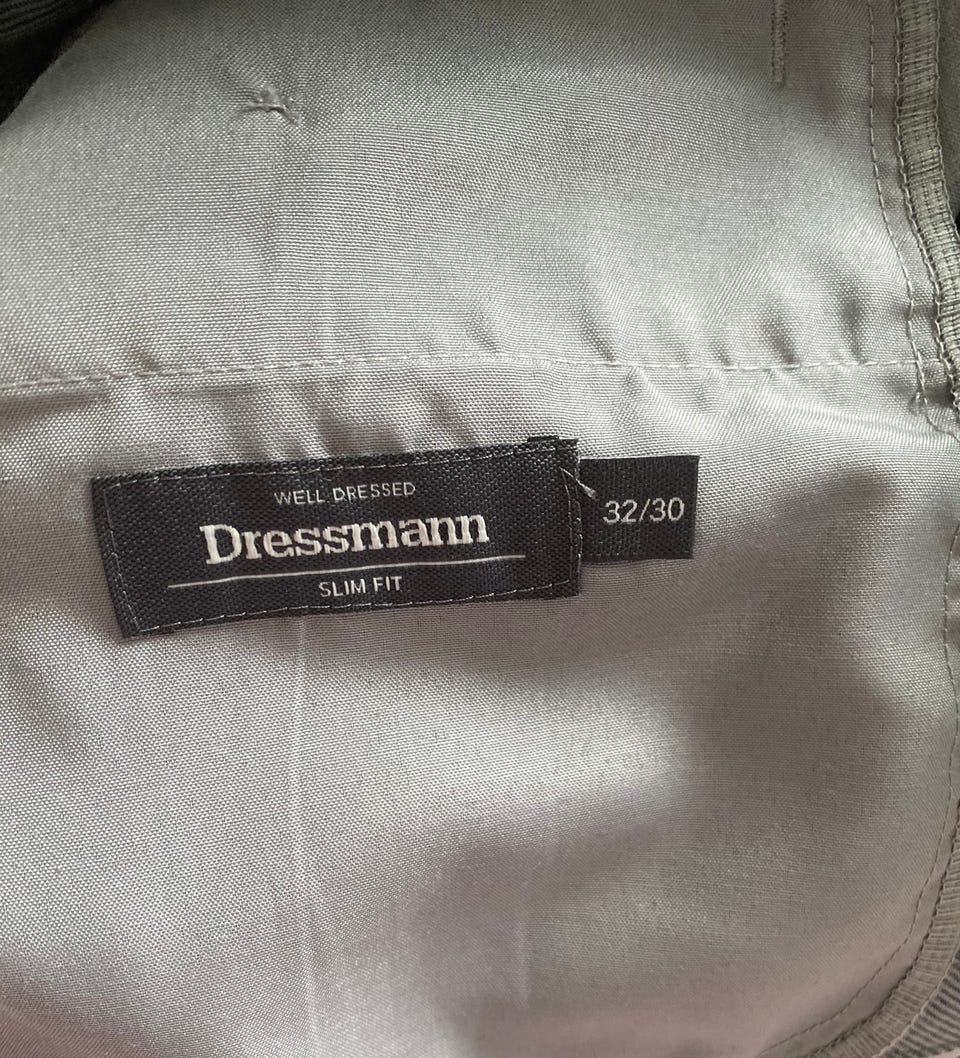 WELL DRESSED
Dressmann
SLIM FIT
32/30